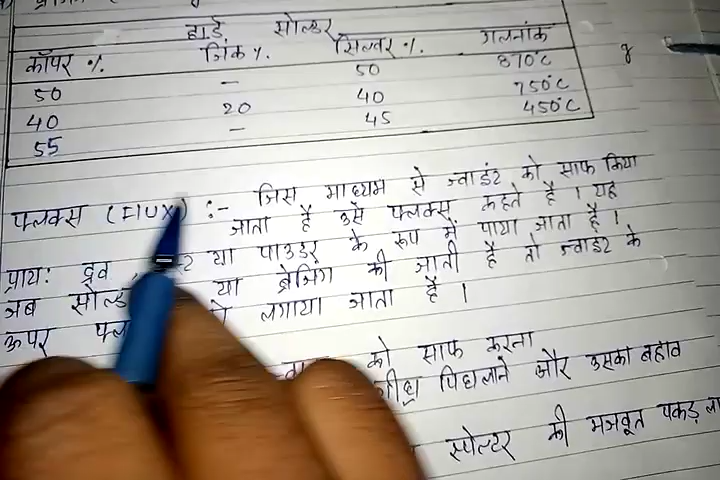 हार्ड सोल्डर
कॉपर % जिंक % सिल्वर % गलनांक
50 – 50 870°C
40 20 40 750°C
55 – 45 450°C
फ्लक्स (FIUX) :- जिस माध्यम से ज्वाइंट को साफ किया
जाता है उसे फ्लक्स कहते है । यह
प्रायः द्रव, या पाउडर के रूप में पाया जाता है ।
जब या ब्रेजिंग की जाती है तो ज्वाइंट के
ऊपर लगाया जाता है ।
को साफ करना
शीघ्र पिघलाने और उसका बहाव
स्पेल्टर की मजबूत पकड़